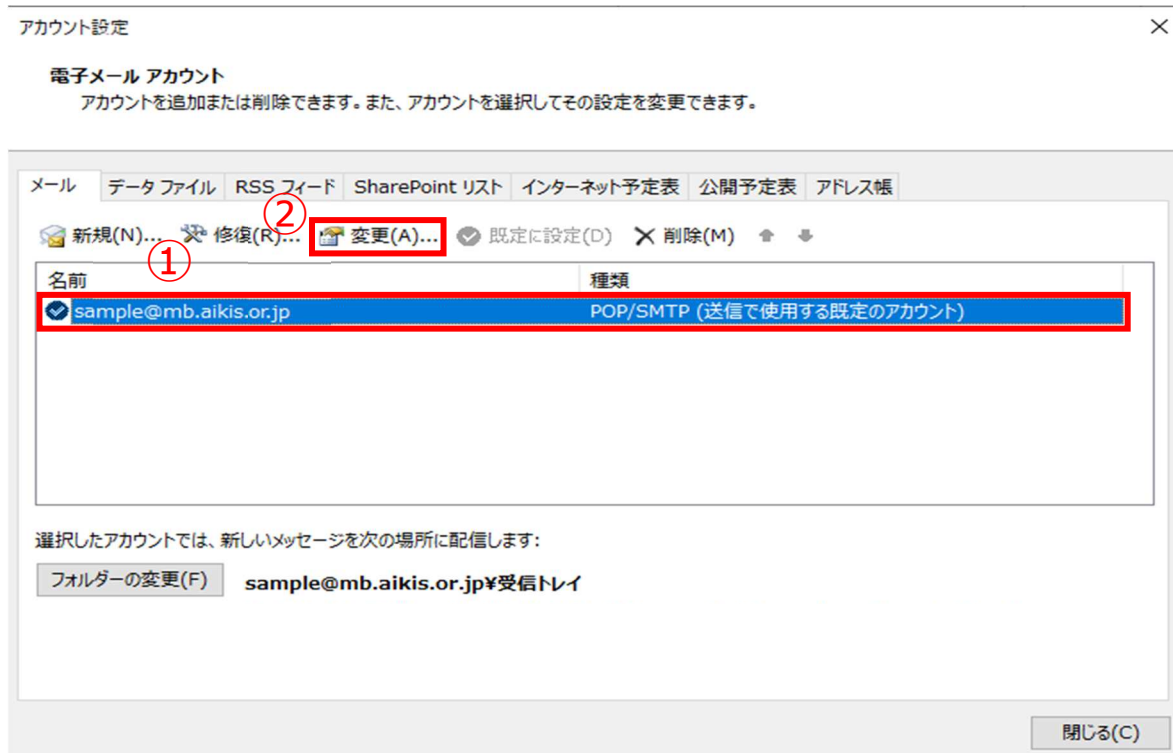 アカウント設定
電子メール アカウント
アカウントを追加または削除できます。また、アカウントを選択してその設定を変更できます。
メール データ ファイル RSS フィード SharePoint リスト インターネット予定表 公開予定表 アドレス帳
②
新規(N)... 修復(R)... 変更(A)... 既定に設定(D) 削除(M)
①
名前 種類
sample@mb.aikis.or.jp POP/SMTP (送信で使用する既定のアカウント)
選択したアカウントでは、新しいメッセージを次の場所に配信します:
フォルダーの変更(F) sample@mb.aikis.or.jp¥受信トレイ
閉じる(C)